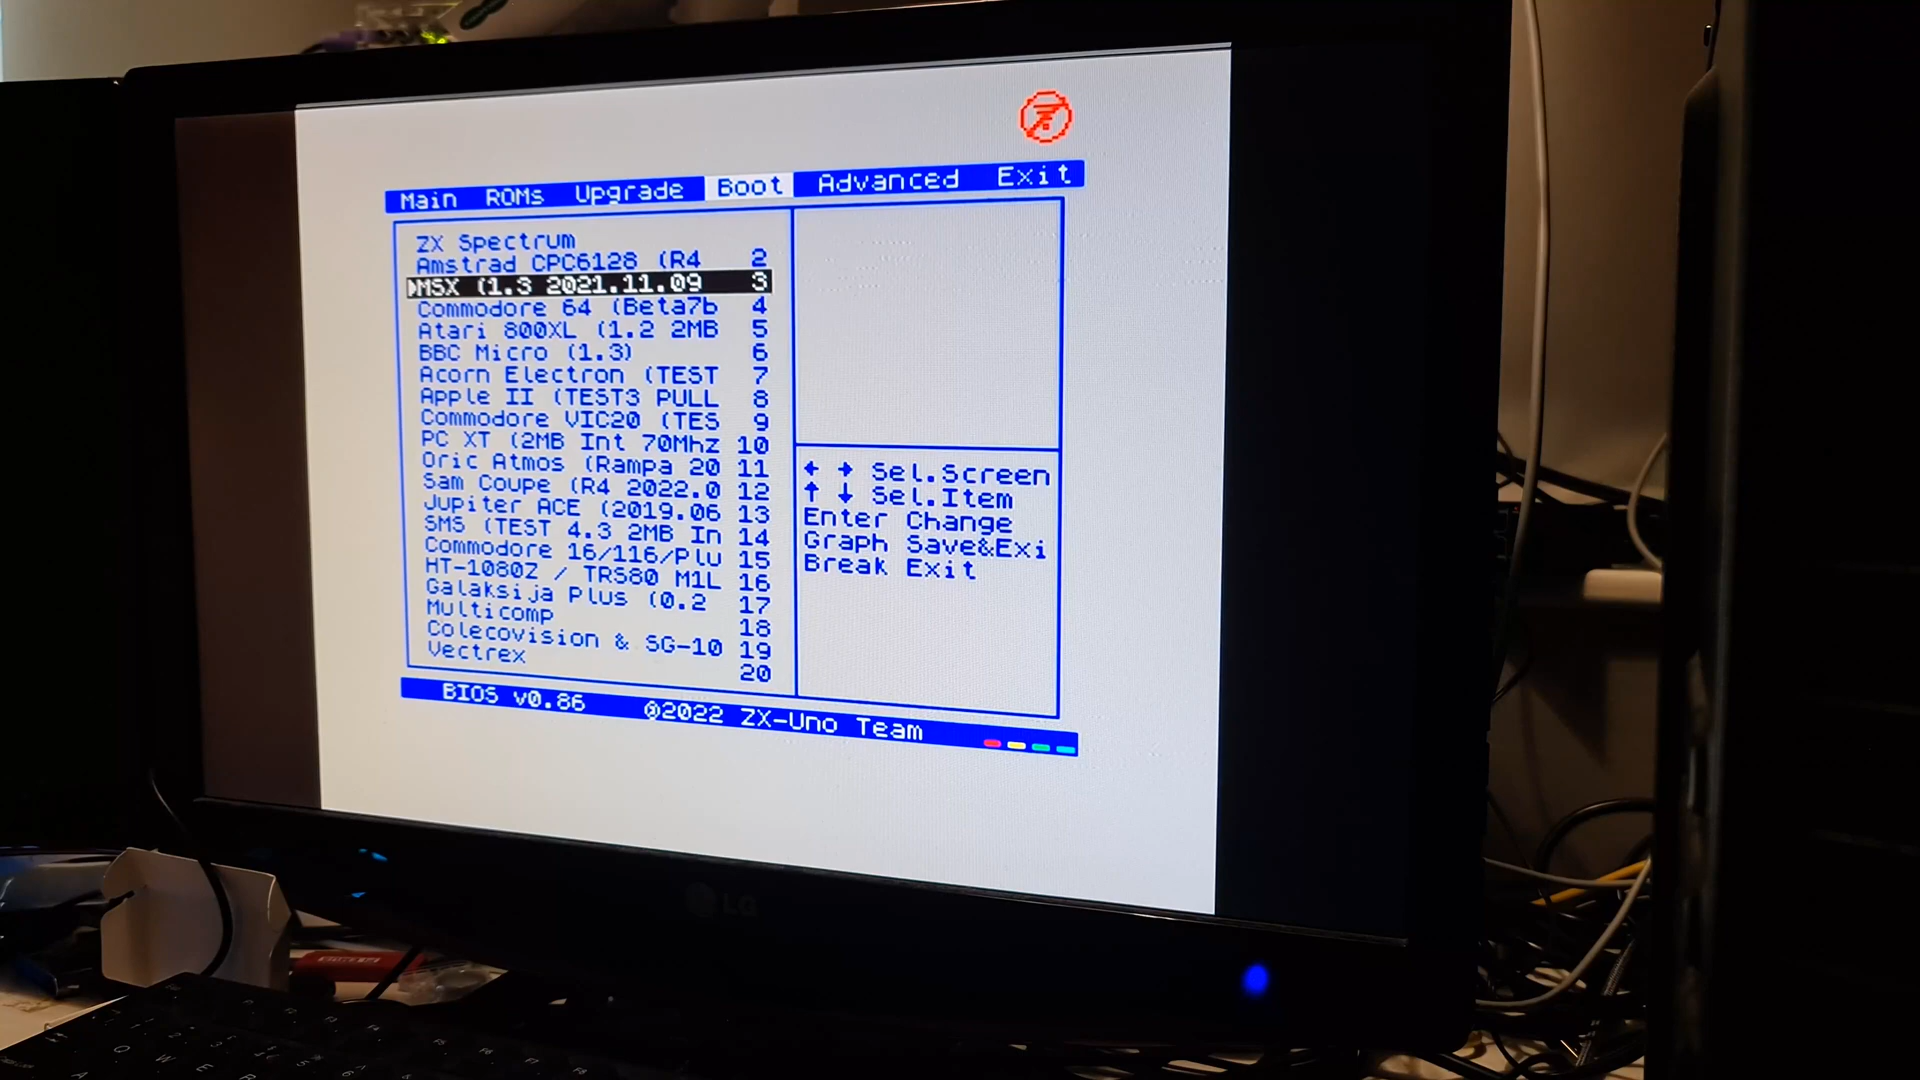 Main ROMs Upgrade Boot Advanced Exit
ZX Spectrum
Amstrad CPC6128 (R4 2
MSX (1.3 2021.11.09 3
Commodore 64 (Beta7b 4
Atari 800XL (1.2 2MB 5
BBC Micro (1.3) 6
Acorn Electron (TEST 7
Apple II (TEST3 PULL 8
Commodore VIC20 (TES 9
PC XT (2MB Int 70Mhz 10
Oric Atmos (Rampa 20 11
Sam Coupe (R4 2022.0 12
Jupiter ACE (2019.06 13
SMS (TEST 4.3 2MB In 14
Commodore 16/116/Plu 15
HT-1080Z / TRS80 M1L 16
Galaksija Plus (0.2 17
Multicomp 18
Colecovision & SG-10 19
Vectrex 20
← → Sel.Screen
↑ ↓ Sel.Item
Enter Change
Graph Save&Exi
Break Exit
BIOS v0.86 ©2022 ZX-Uno Team
LG
Q W E R